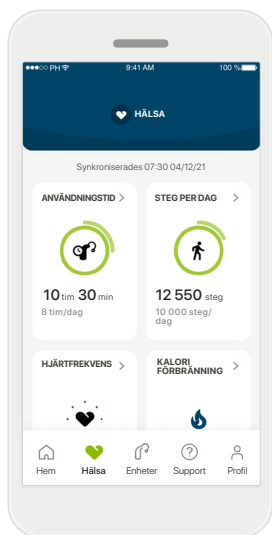 PH 9:41 AM 100 %
HÄLSA
Synkroniserades 07:30 04/12/21
ANVÄNDNINGSTID >
STEG PER DAG >
10 tim 30 min
12 550 steg
8 tim/dag
10 000 steg/
dag
HJÄRTFREKVENS >
KALORI
FÖRBRÄNNING >
Hem Hälsa Enheter Support Profil